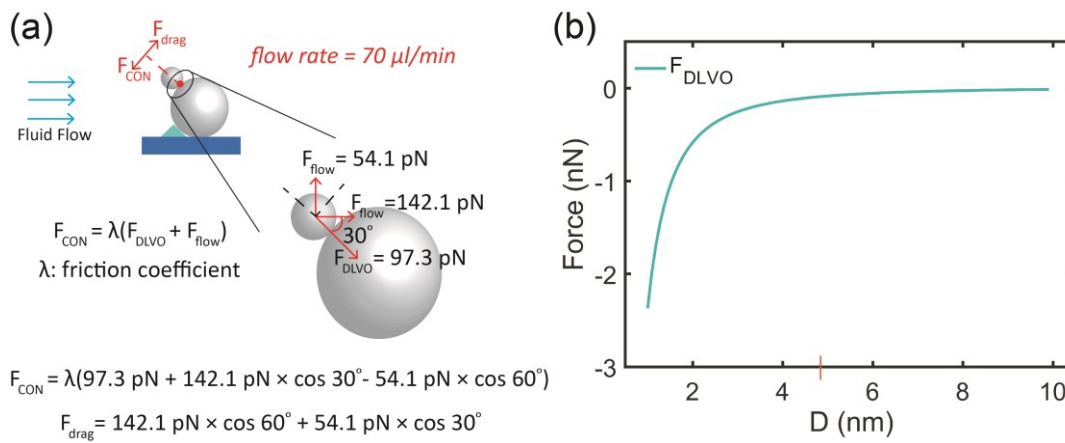 (a)
F_drag
F_CON
flow rate = 70 µl/min
Fluid Flow
F_flow = 54.1 pN
F_flow = 142.1 pN
30°
F_DLVO = 97.3 pN
F_CON = λ(F_DLVO + F_flow)
λ: friction coefficient
F_CON = λ(97.3 pN + 142.1 pN × cos 30° - 54.1 pN × cos 60°)
F_drag = 142.1 pN × cos 60° + 54.1 pN × cos 30°
(b)
F_DLVO
Force (nN)
0
-1
-2
-3
2 4 6 8 10
D (nm)